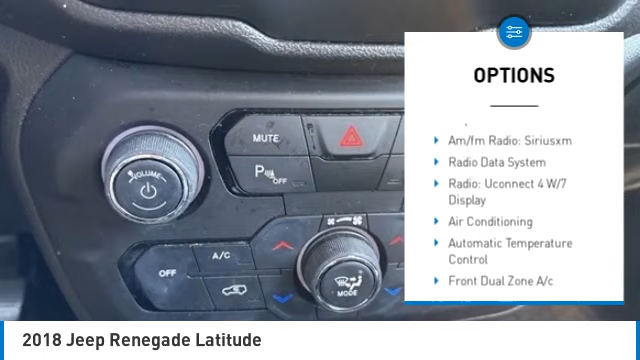 OPTIONS
Am/fm Radio: Siriusxm
Radio Data System
Radio: Uconnect 4 W/7
Display
Air Conditioning
Automatic Temperature
Control
Front Dual Zone A/c
MUTE
VOLUME
P OFF
A/C
OFF
MODE
2018 Jeep Renegade Latitude